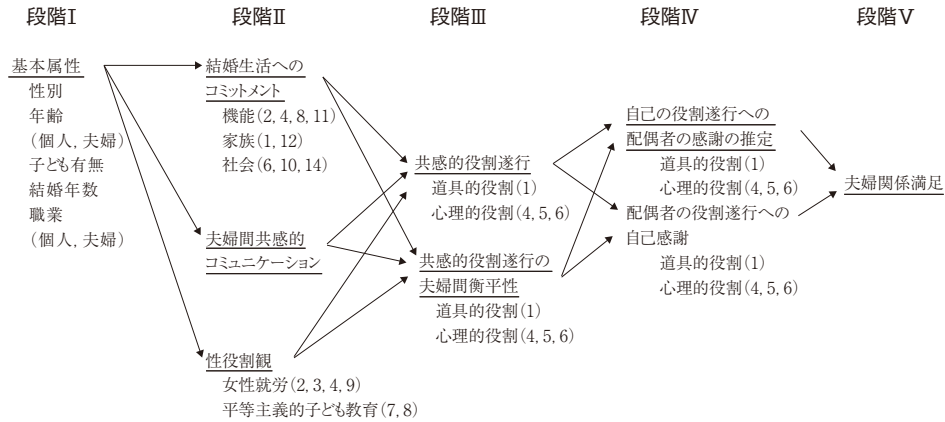 段階Ⅰ
段階Ⅱ
段階Ⅲ
段階Ⅳ
段階Ⅴ
基本属性
性別
年齢
(個人, 夫婦)
子ども有無
結婚年数
職業
(個人, 夫婦)
結婚生活への
コミットメント
機能(2, 4, 8, 11)
家族(1, 12)
社会(6, 10, 14)
夫婦間共感的
コミュニケーション
性役割観
女性就労(2, 3, 4, 9)
平等主義的子ども教育(7, 8)
共感的役割遂行
道具的役割(1)
心理的役割(4, 5, 6)
共感的役割遂行の
夫婦間衡平性
道具的役割(1)
心理的役割(4, 5, 6)
自己の役割遂行への
配偶者の感謝の推定
道具的役割(1)
心理的役割(4, 5, 6)
配偶者の役割遂行への
自己感謝
道具的役割(1)
心理的役割(4, 5, 6)
夫婦関係満足